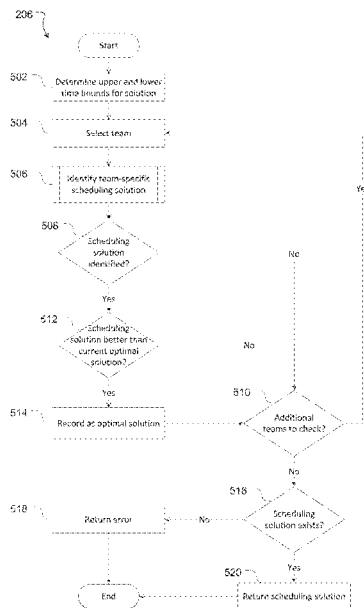 206
Start
502
Determine upper and lower
time bounds for solution
504
Select team
506
Identify team-specific
scheduling solution
508
Scheduling
solution
identified?
Yes
No
Yes
512
Scheduling
solution better than
current optimal
solution?
No
Yes
514
Record as optimal solution
510
Additional
teams to check?
No
516
Scheduling
solution exists?
No
518
Return error
Yes
520
Return scheduling solution
End